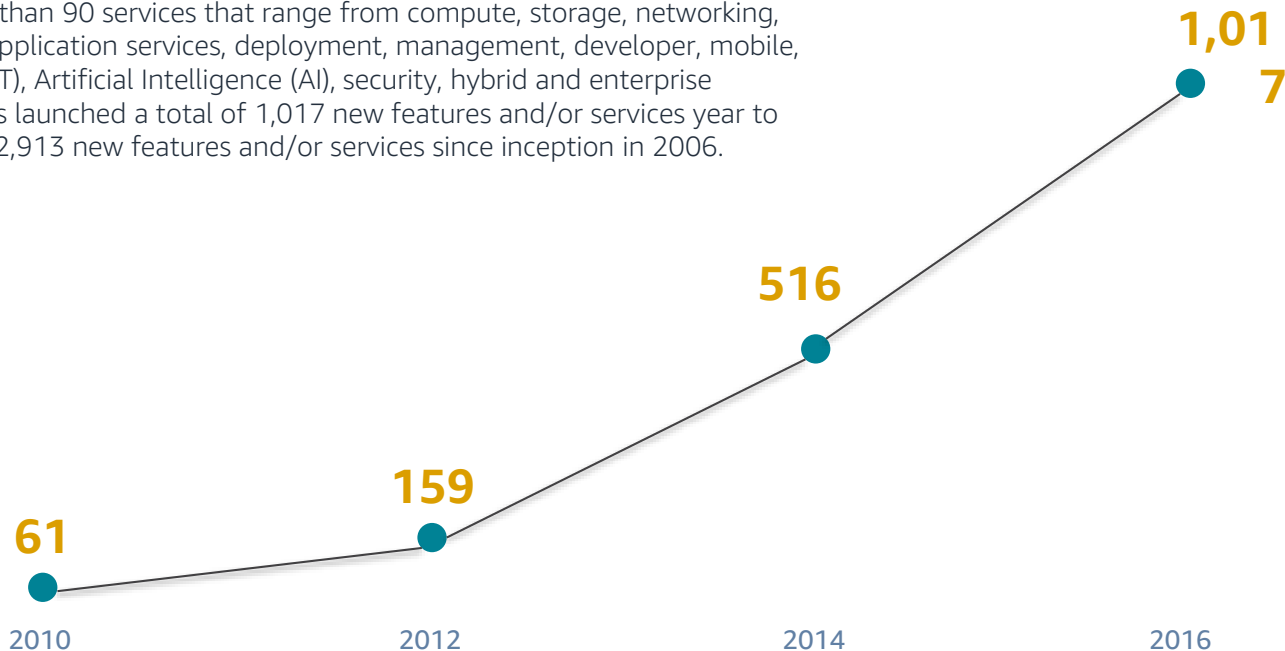 than 90 services that range from compute, storage, networking,
pplication services, deployment, management, developer, mobile,
T), Artificial Intelligence (AI), security, hybrid and enterprise
s launched a total of 1,017 new features and/or services year to
2,913 new features and/or services since inception in 2006.
1,01
7
516
159
61
2010 2012 2014 2016